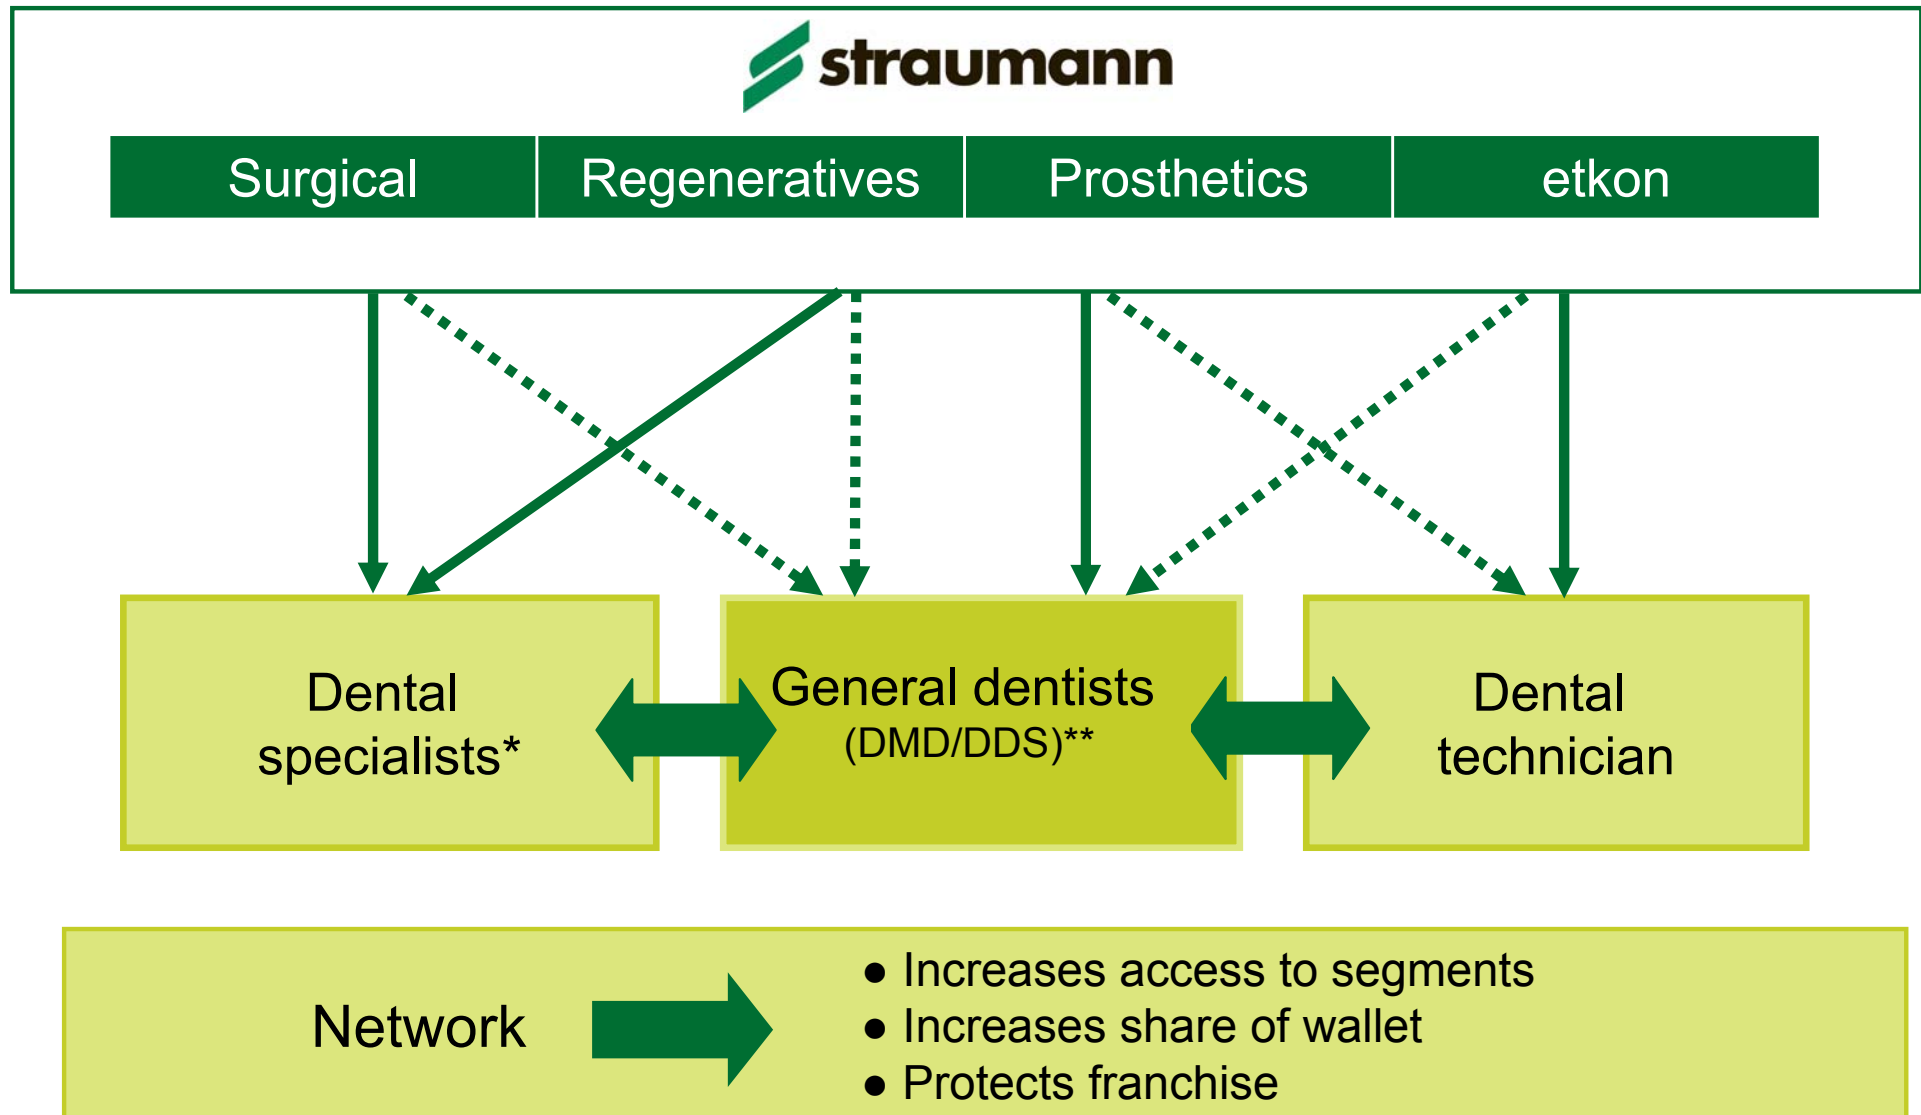 straumann
Surgical
Regeneratives
Prosthetics
etkon
Dental
specialists*
General dentists
(DMD/DDS)**
Dental
technician
Network
● Increases access to segments
● Increases share of wallet
● Protects franchise